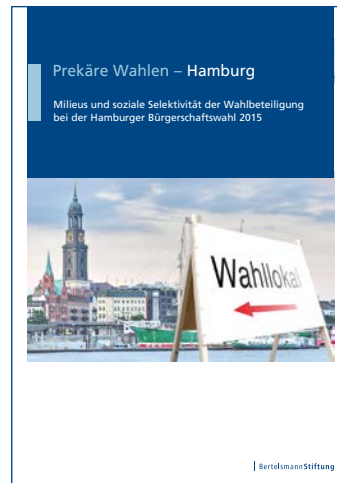 Prekäre Wahlen – Hamburg
Milieus und soziale Selektivität der Wahlbeteiligung
bei der Hamburger Bürgerschaftswahl 2015
Wahllokal
BertelsmannStiftung